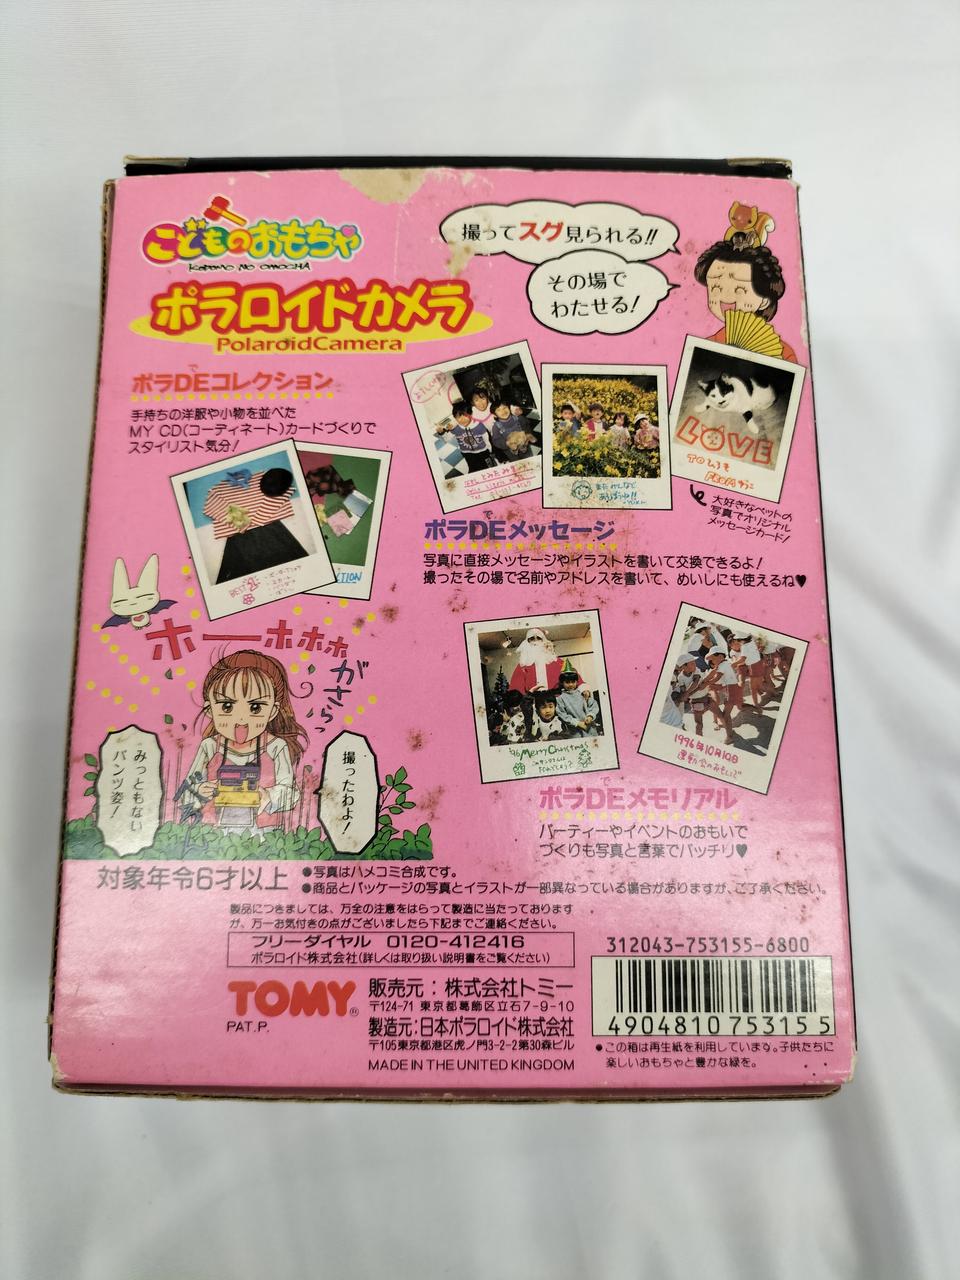 こどものおもちゃ
KODOMO NO OMOCHA
ポラロイドカメラ
PolaroidCamera
撮ってスグ見られる!!
その場で
わたせる!
で
ポラDEコレクション
手持ちの洋服や小物を並べた
MY CD(コーディネート)カードづくりで
スタイリスト気分!
BEST
LOVE
TOひろを
大好きなペットの
写真でオリジナル
メッセージカード!
で
ポラDEメッセージ
写真に直接メッセージやイラストを書いて交換できるよ!
撮ったその場で名前やアドレスを書いて、めいしにも使えるね♥
ホーーホホホ
がさらっ
みっともない
パンツ姿!
撮ったわよ!
'96 Merry Christmas
1996年10月10日
運動会のおもいで
で
ポラDEメモリアル
パーティーやイベントのおもいで
づくりも写真と言葉でバッチリ♥
対象年令6才以上
●写真はハメコミ合成です。
●商品とパッケージの写真とイラストが一部異なっている場合がありますが、ご了承ください。
製品につきましては、万全の注意をはらって製造に当たっております
が、万一お気付きの点がございましたら下記までご連絡ください。
フリーダイヤル 0120-412416
ポラロイド株式会社(詳しくは取り扱い説明書をご覧ください)
TOMY®
PAT.P.
販売元:株式会社トミー
〒124-71 東京都葛飾区立石7-9-10
製造元:日本ポラロイド株式会社
〒105東京都港区虎ノ門3-2-2第30森ビル
MADE IN THE UNITED KINGDOM
312043-753155-6800
4904810753155
●この箱は再生紙を利用しています。子供たちに
楽しいおもちゃと豊かな緑を。